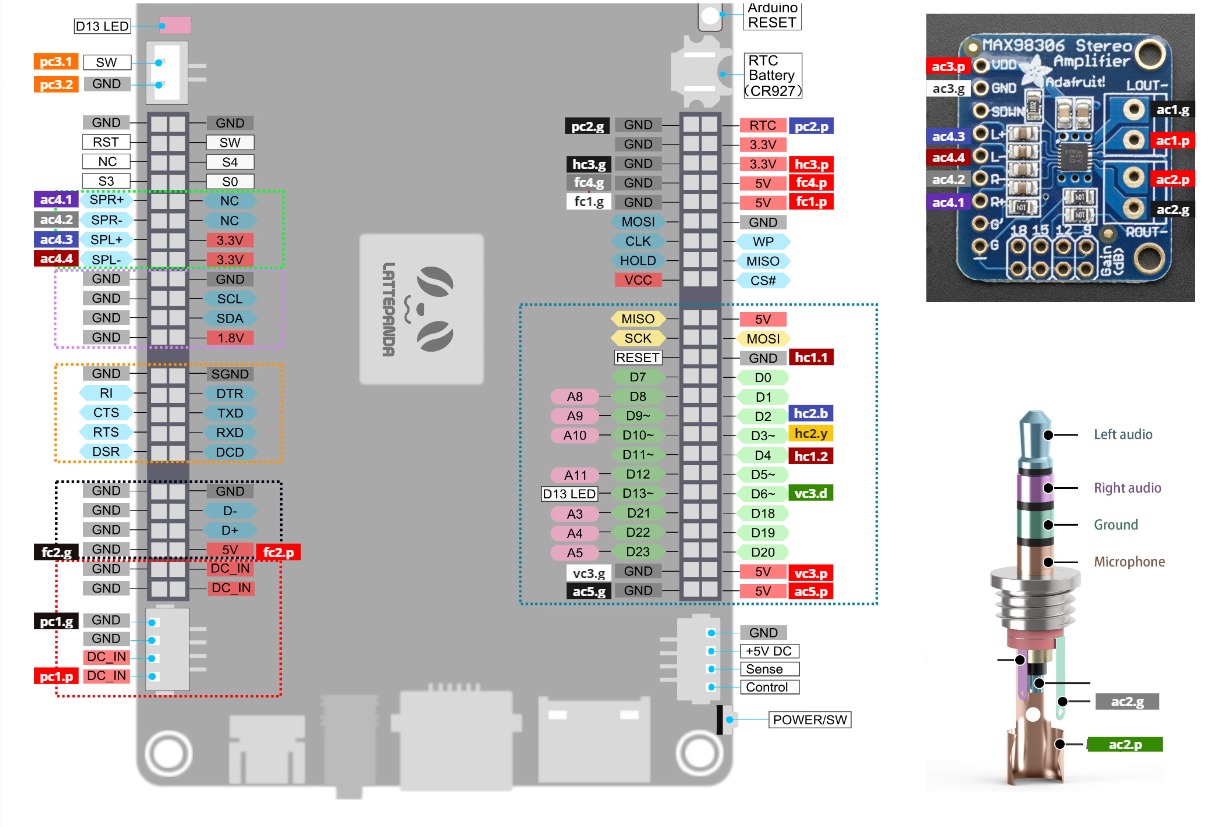 D13 LED
pc3.1 SW
pc3.2 GND
GND GND
RST SW
NC S4
S3 S0
ac4.1 SPR+ NC
ac4.2 SPR- NC
ac4.3 SPL+ 3.3V
ac4.4 SPL- 3.3V
GND GND
GND SCL
GND SDA
GND 1.8V
GND SGND
RI DTR
CTS TXD
RTS RXD
DSR DCD
GND GND
GND D-
GND D+
fc2.g GND 5V fc2.p
GND DC_IN
GND DC_IN
pc1.g GND
GND
DC_IN
pc1.p DC_IN
LATTEPANDA
Arduino
RESET
RTC
Battery
(CR927)
pc2.g GND RTC pc2.p
GND 3.3V
hc3.g GND 3.3V hc3.p
fc4.g GND 5V fc4.p
fc1.g GND 5V fc1.p
MOSI GND
CLK WP
HOLD MISO
VCC CS#
MISO 5V
SCK MOSI
RESET GND hc1.1
D7 D0
A8 D8 D1
A9 D9~ D2 hc2.b
A10 D10~ D3~ hc2.y
D11~ D4 hc1.2
A11 D12 D5~
D13 LED D13~ D6~ vc3.d
A3 D21 D18
A4 D22 D19
A5 D23 D20
vc3.g GND 5V vc3.p
ac5.g GND 5V ac5.p
GND
+5V DC
Sense
Control
POWER/SW
MAX98306 Stereo
Amplifier
Adafruit!
ac3.p VDD
ac3.g GND
SDWN
ac4.3 L+
ac4.4 L-
ac4.2 R-
ac4.1 R+
G'
G
LOUT-
ac1.g
ac1.p
ac2.p
ac2.g
ROUT-
18 15 12 9
Gain
(dB)
Left audio
Right audio
Ground
Microphone
ac2.g
ac2.p